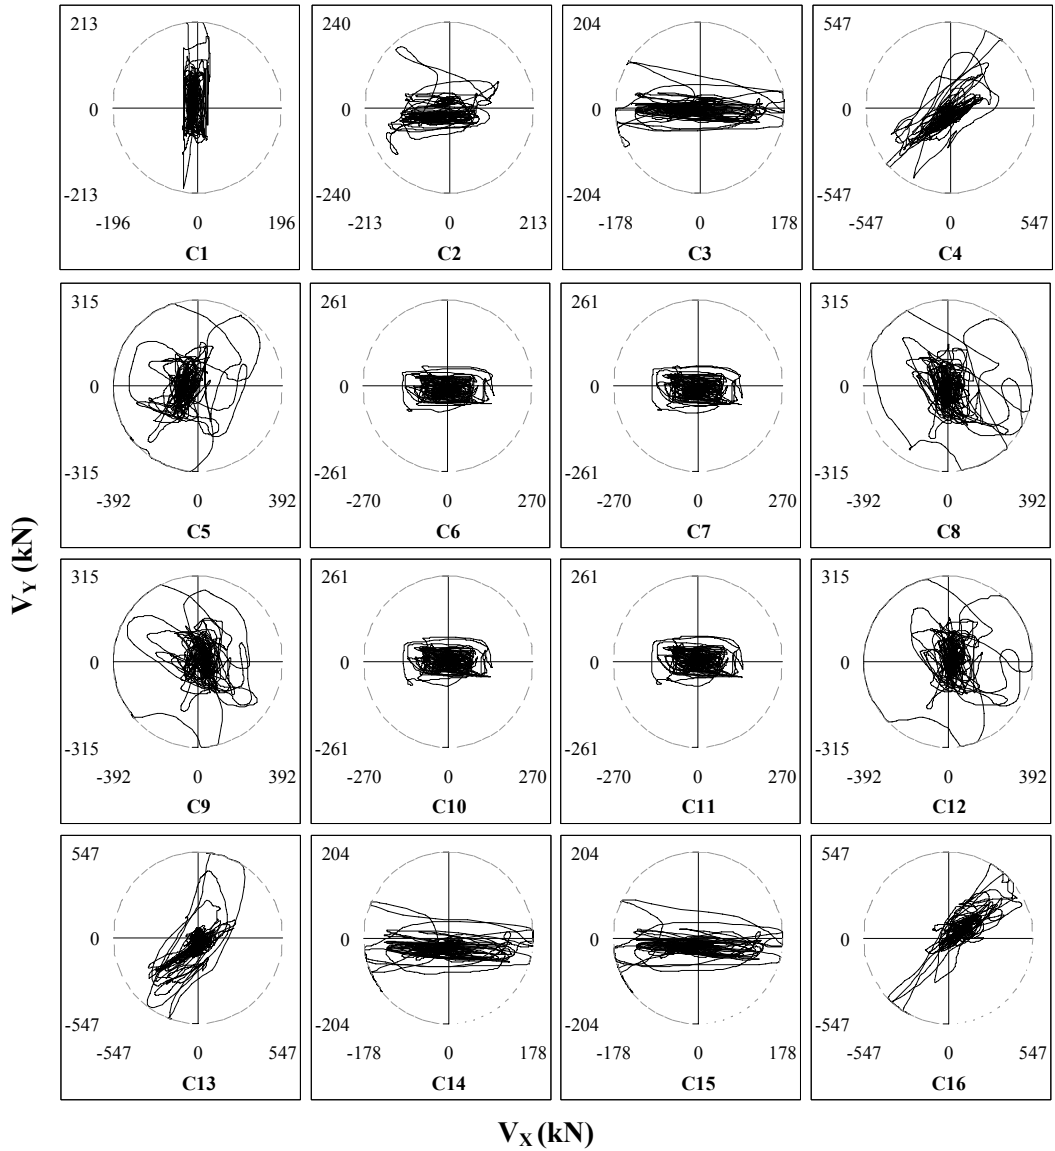 213
0
-213
-196 0 196
C1
240
0
-240
-213 0 213
C2
204
0
-204
-178 0 178
C3
547
0
-547
-547 0 547
C4
315
0
-315
-392 0 392
C5
261
0
-261
-270 0 270
C6
261
0
-261
-270 0 270
C7
315
0
-315
-392 0 392
C8
315
0
-315
-392 0 392
C9
261
0
-261
-270 0 270
C10
261
0
-261
-270 0 270
C11
315
0
-315
-392 0 392
C12
547
0
-547
-547 0 547
C13
204
0
-204
-178 0 178
C14
204
0
-204
-178 0 178
C15
547
0
-547
-547 0 547
C16
V_Y (kN)
V_X (kN)